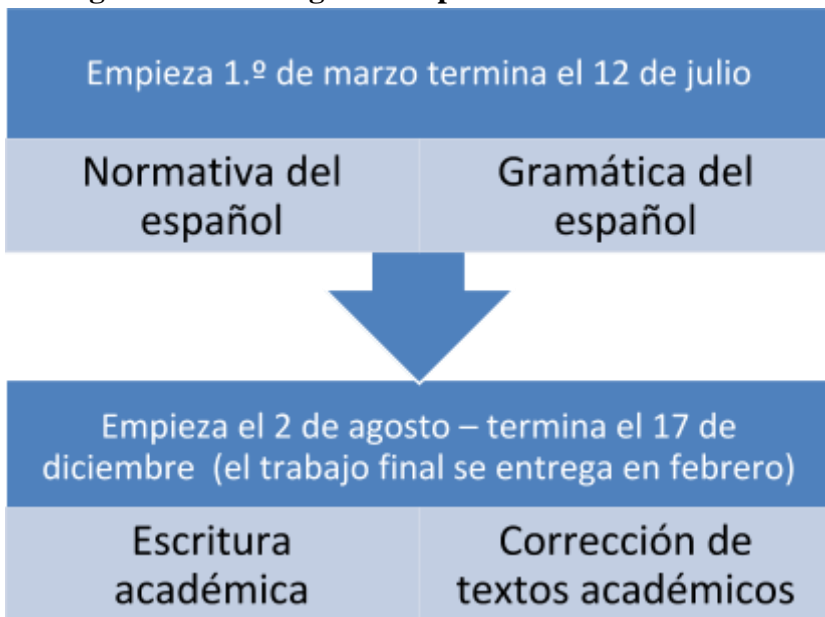 Empieza 1.º de marzo termina el 12 de julio
Normativa del
español
Gramática del
español
Empieza el 2 de agosto – termina el 17 de
diciembre (el trabajo final se entrega en febrero)
Escritura
académica
Corrección de
textos académicos